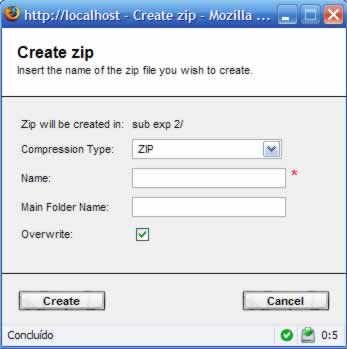 http://localhost - Create zip - Mozilla ...
Create zip
Insert the name of the zip file you wish to create.
Zip will be created in: sub exp 2/
Compression Type: ZIP
Name: *
Main Folder Name:
Overwrite:
Create Cancel
Concluído 0:5